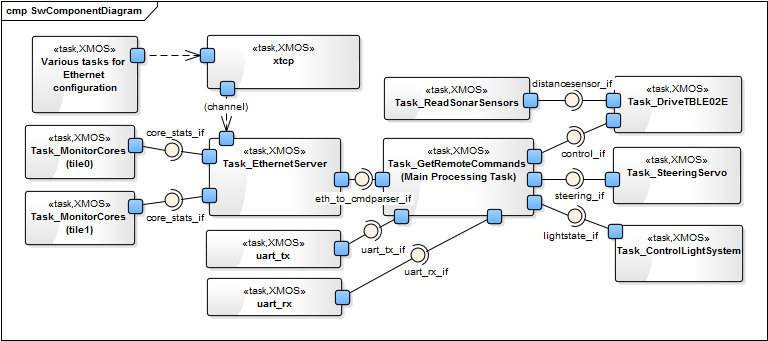 cmp SwComponentDiagram
«task,XMOS»
Various tasks for
Ethernet
configuration
«task,XMOS»
xtcp
(channel)
«task,XMOS»
Task_ReadSonarSensors
distancesensor_if
«task,XMOS»
Task_DriveTBLE02E
control_if
«task,XMOS»
Task_MonitorCores
(tile0)
core_stats_if
«task,XMOS»
Task_EthernetServer
eth_to_cmdparser_if
«task,XMOS»
Task_GetRemoteCommands
(Main Processing Task)
«task,XMOS»
Task_SteeringServo
steering_if
«task,XMOS»
Task_MonitorCores
(tile1)
core_stats_if
lightstate_if
«task,XMOS»
Task_ControlLightSystem
«task,XMOS»
uart_tx
uart_tx_if
«task,XMOS»
uart_rx
uart_rx_if